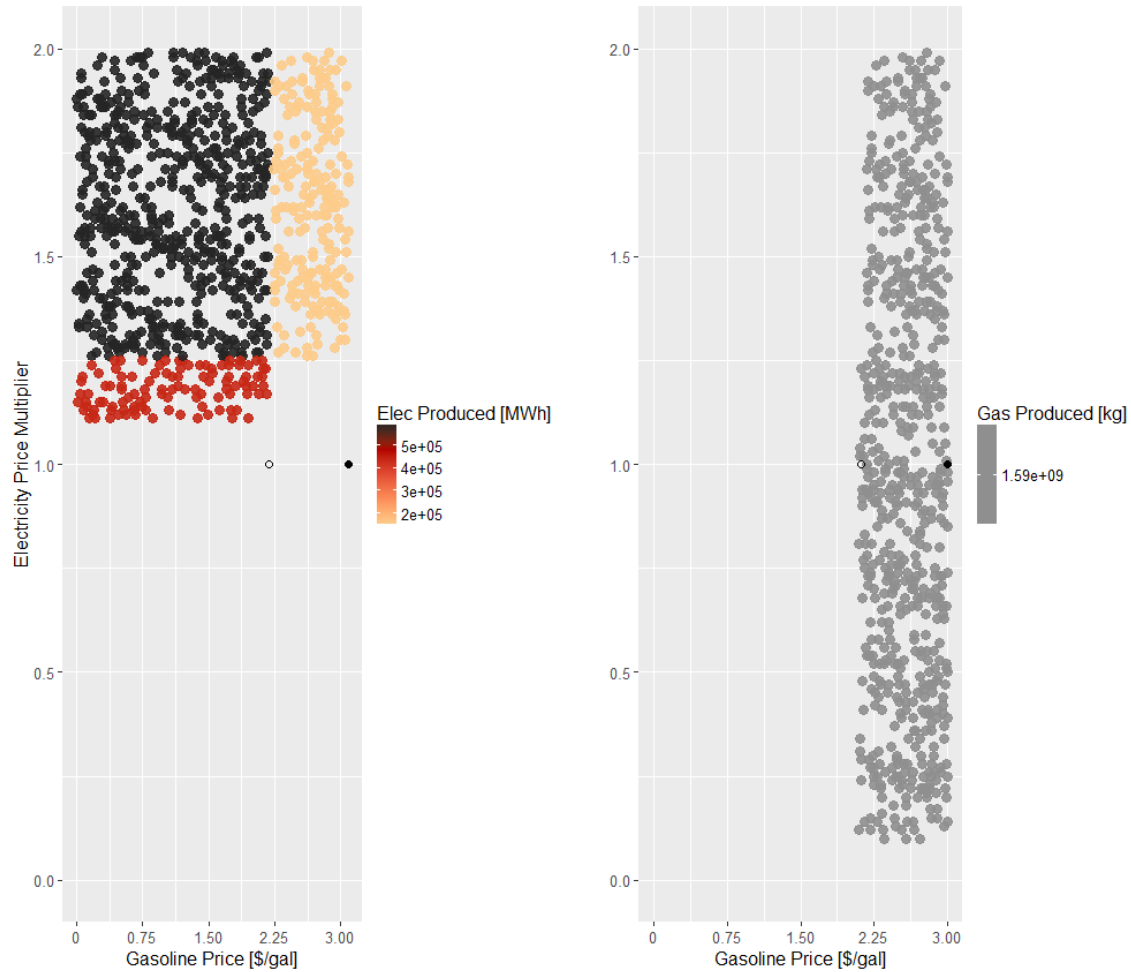 2.0
1.5
1.0
0.5
0.0
Electricity Price Multiplier
0 0.75 1.50 2.25 3.00
Gasoline Price [$/gal]
Elec Produced [MWh]
5e+05
4e+05
3e+05
2e+05
2.0
1.5
1.0
0.5
0.0
0 0.75 1.50 2.25 3.00
Gasoline Price [$/gal]
Gas Produced [kg]
1.59e+09